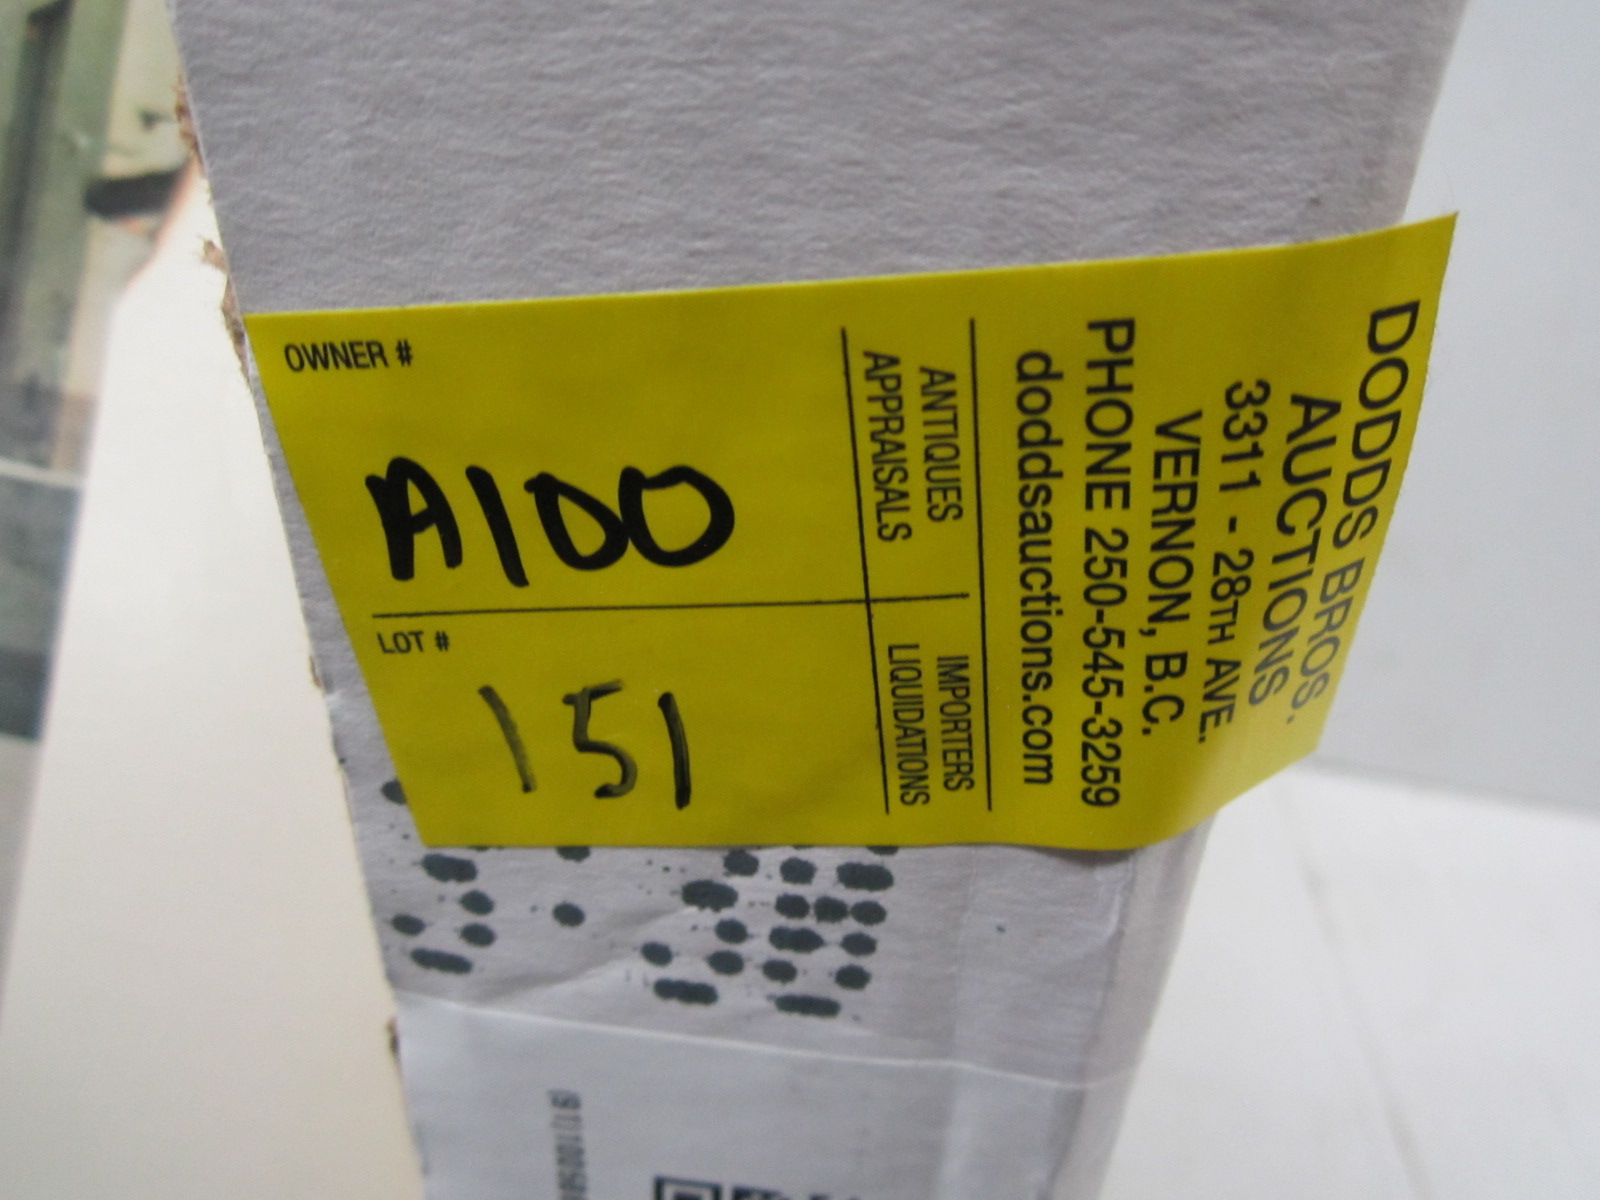 DODDS BROS.
AUCTIONS
3311 - 28TH AVE.
VERNON, B.C.
PHONE 250-545-3259
doddsauctions.com
ANTIQUES
APPRAISALS
IMPORTERS
LIQUIDATIONS
OWNER #
A100
LOT #
151